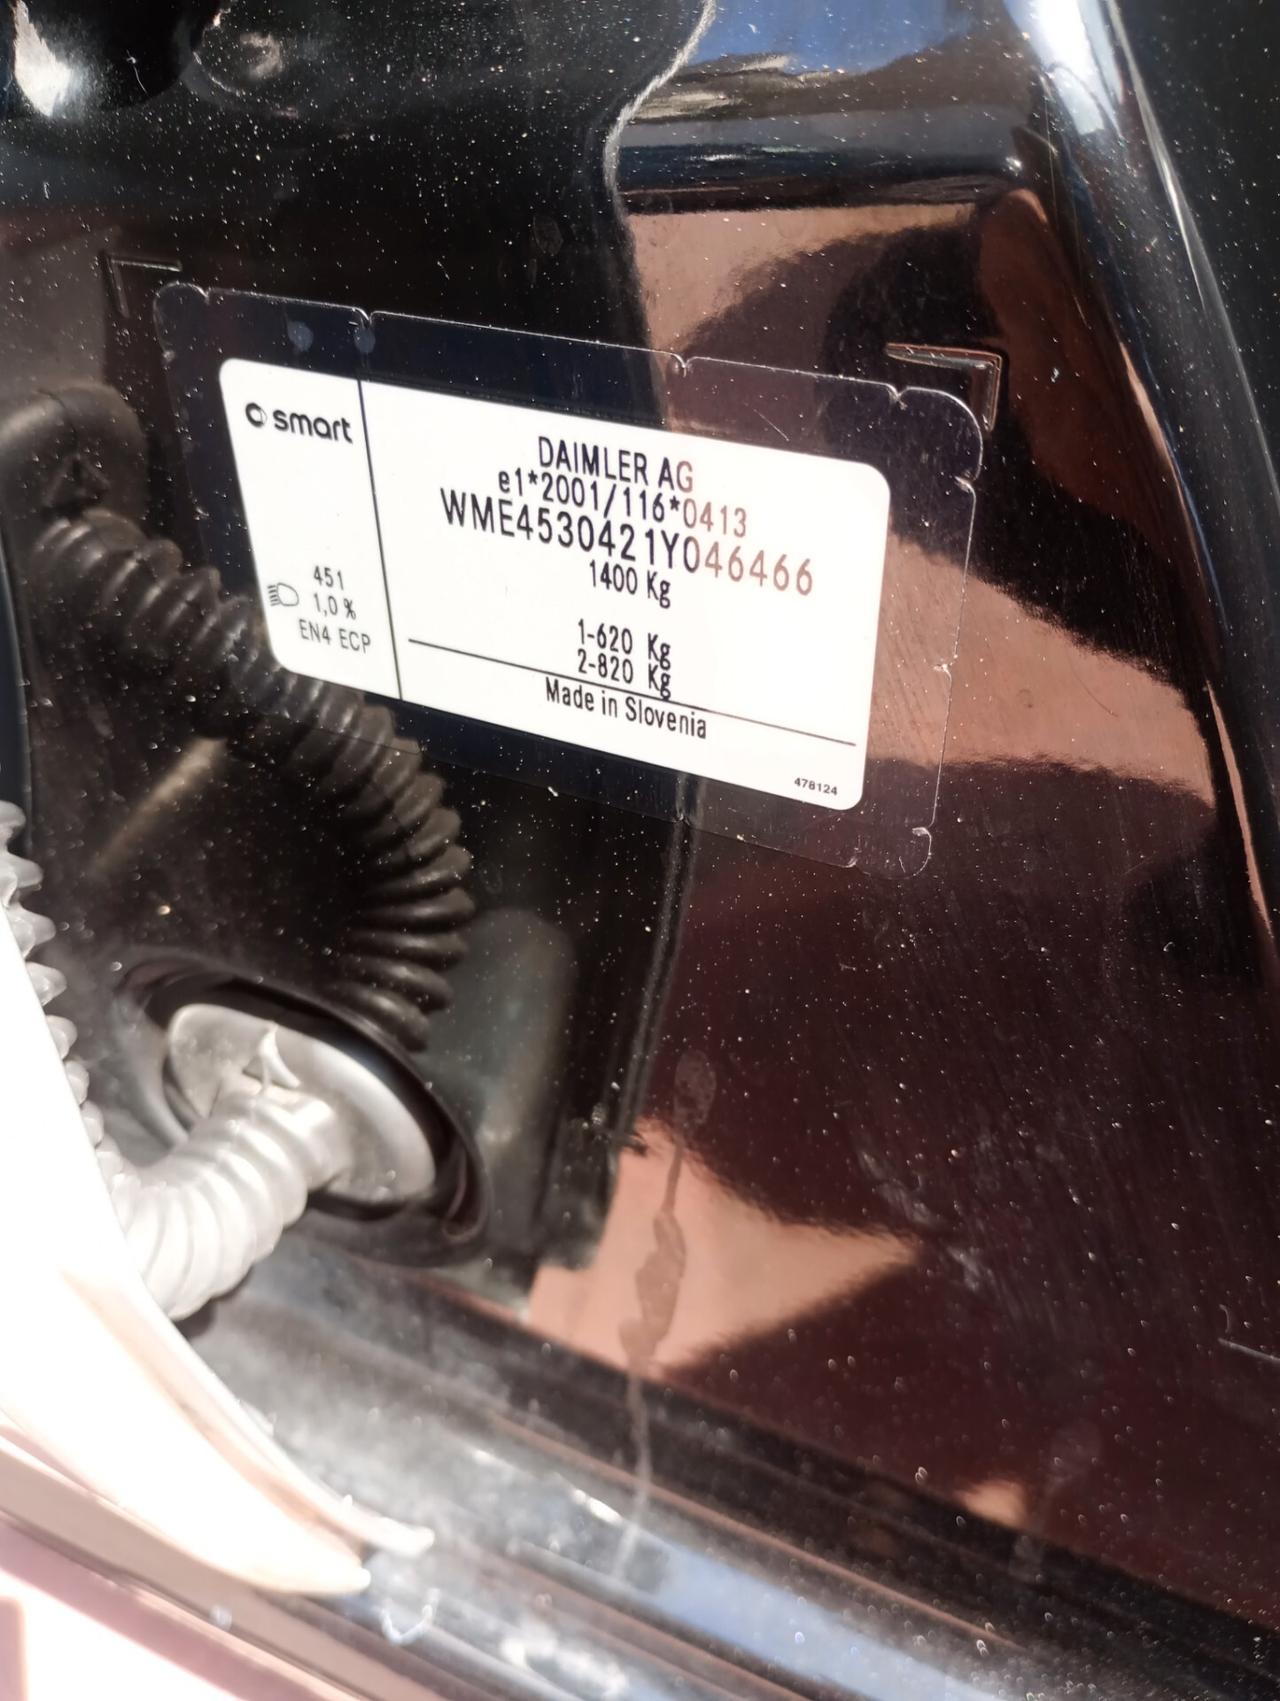 smart
451
1,0 %
EN4 ECP
DAIMLER AG
e1*2001/116*0413
WME4530421Y046466
1400 Kg
1-620 Kg
2-820 Kg
Made in Slovenia
478124